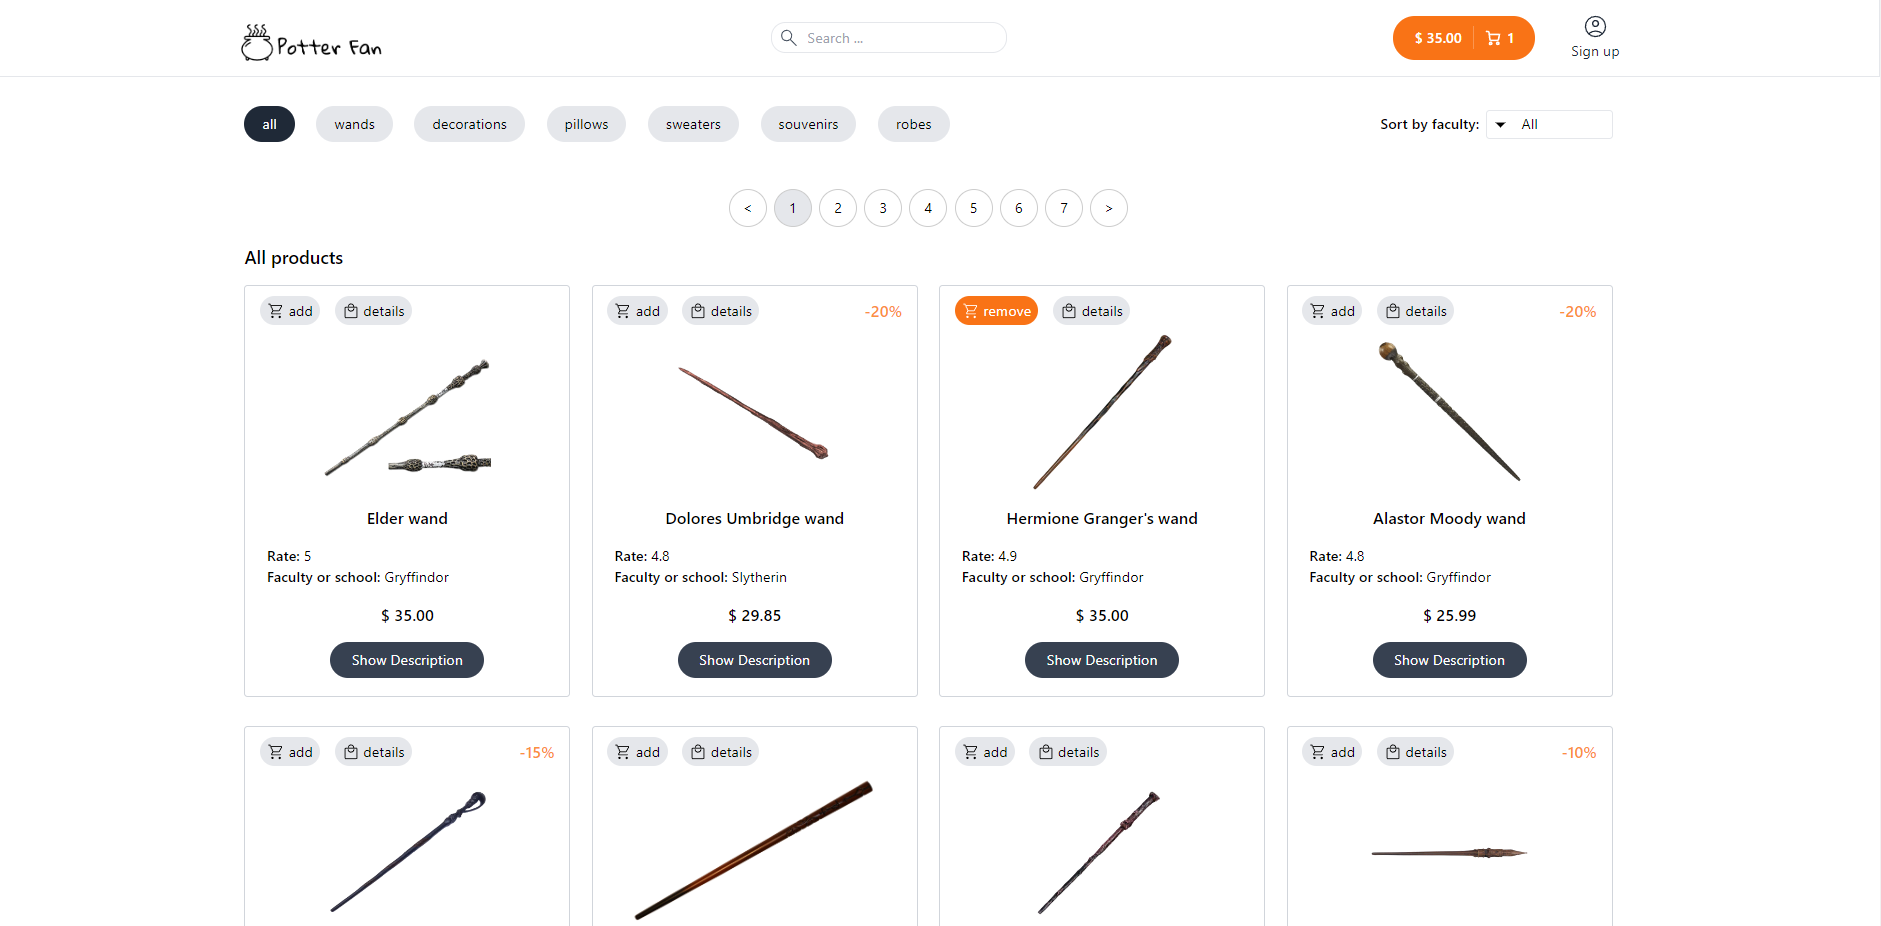 Potter Fan
Search ...
$ 35.00 1
Sign up
all wands decorations pillows sweaters souvenirs robes
Sort by faculty: All
< 1 2 3 4 5 6 7 >
All products
add details
add details -20%
remove details
add details -20%
Elder wand
Dolores Umbridge wand
Hermione Granger's wand
Alastor Moody wand
Rate: 5
Faculty or school: Gryffindor
Rate: 4.8
Faculty or school: Slytherin
Rate: 4.9
Faculty or school: Gryffindor
Rate: 4.8
Faculty or school: Gryffindor
$ 35.00
$ 29.85
$ 35.00
$ 25.99
Show Description
Show Description
Show Description
Show Description
add details -15%
add details
add details
add details -10%